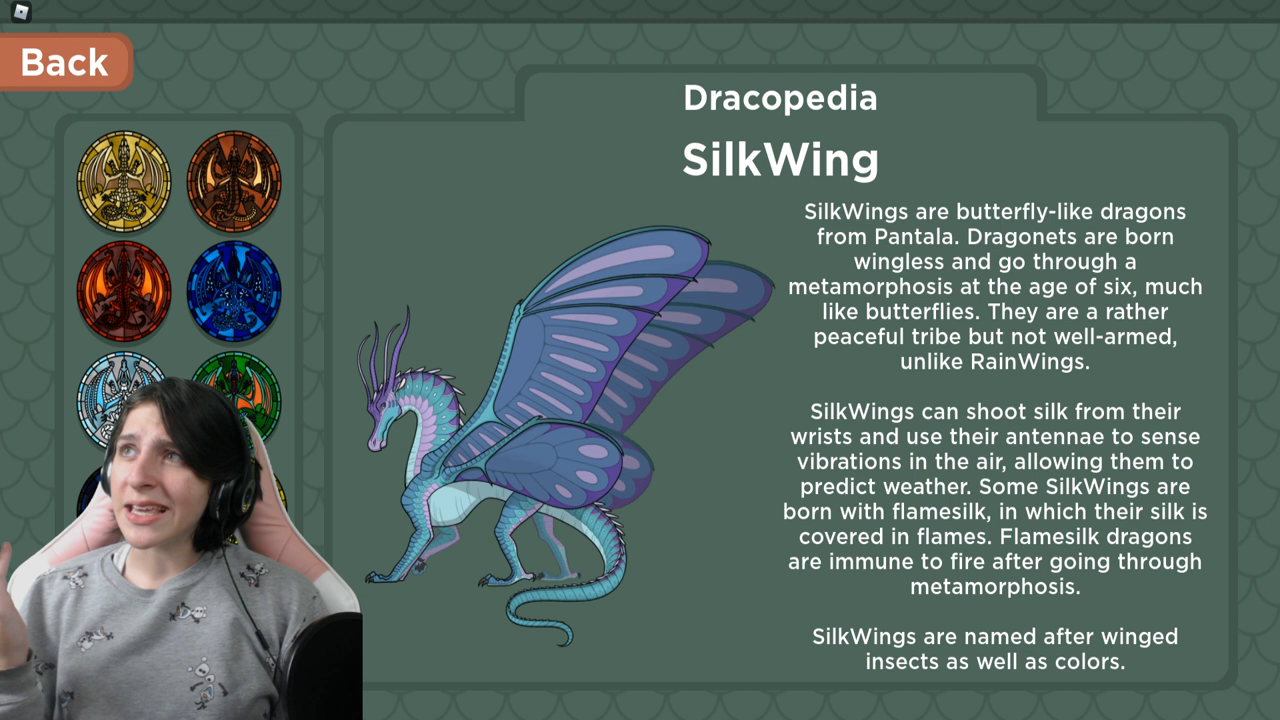 Back
Dracopedia
SilkWing
SilkWings are butterfly-like dragons
from Pantala. Dragonets are born
wingless and go through a
metamorphosis at the age of six, much
like butterflies. They are a rather
peaceful tribe but not well-armed,
unlike RainWings.
SilkWings can shoot silk from their
wrists and use their antennae to sense
vibrations in the air, allowing them to
predict weather. Some SilkWings are
born with flamesilk, in which their silk is
covered in flames. Flamesilk dragons
are immune to fire after going through
metamorphosis.
SilkWings are named after winged
insects as well as colors.